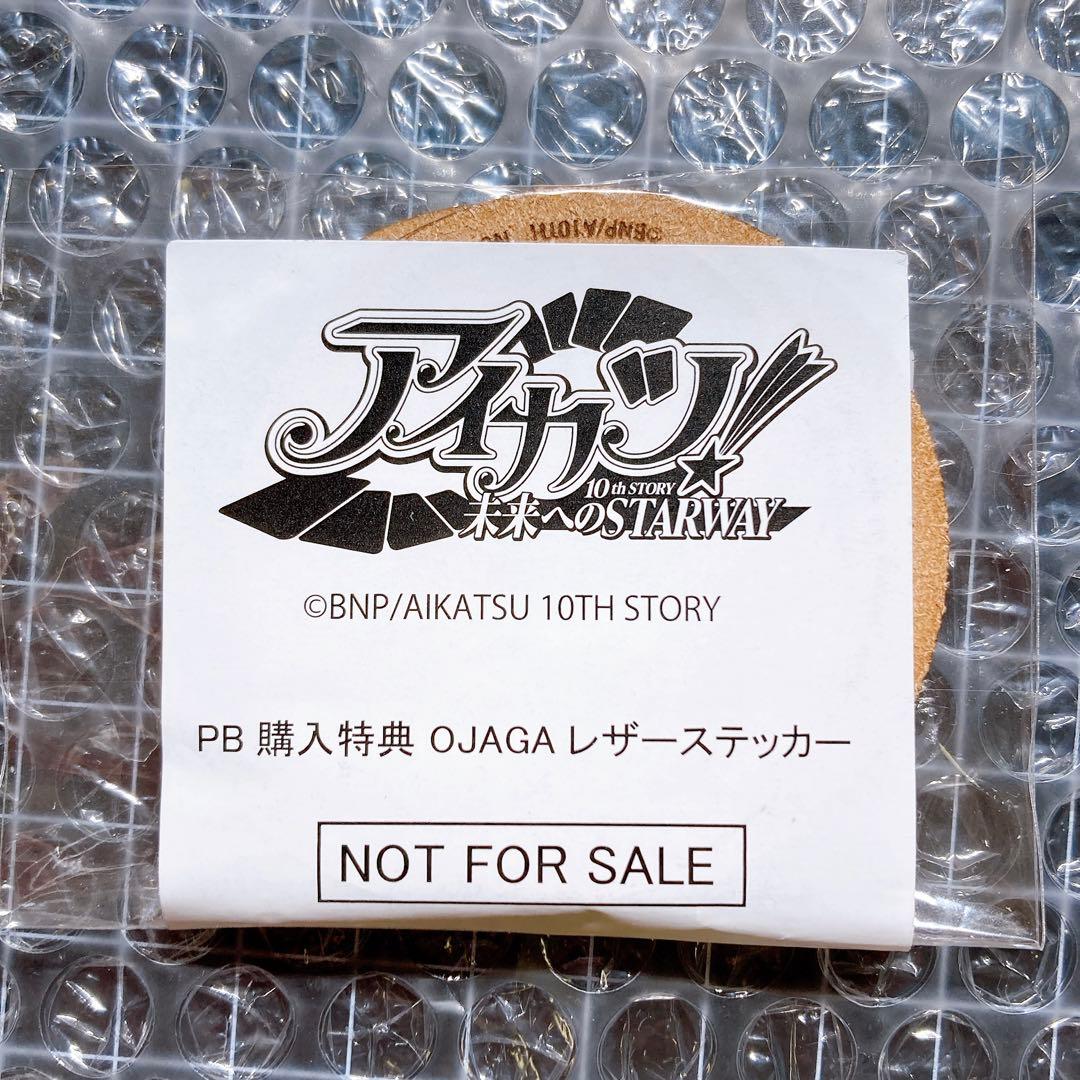 ©BNP/A10TH
アイカツ!
10th STORY
未来へのSTARWAY
©BNP/AIKATSU 10TH STORY
PB 購入特典 OJAGA レザーステッカー
NOT FOR SALE